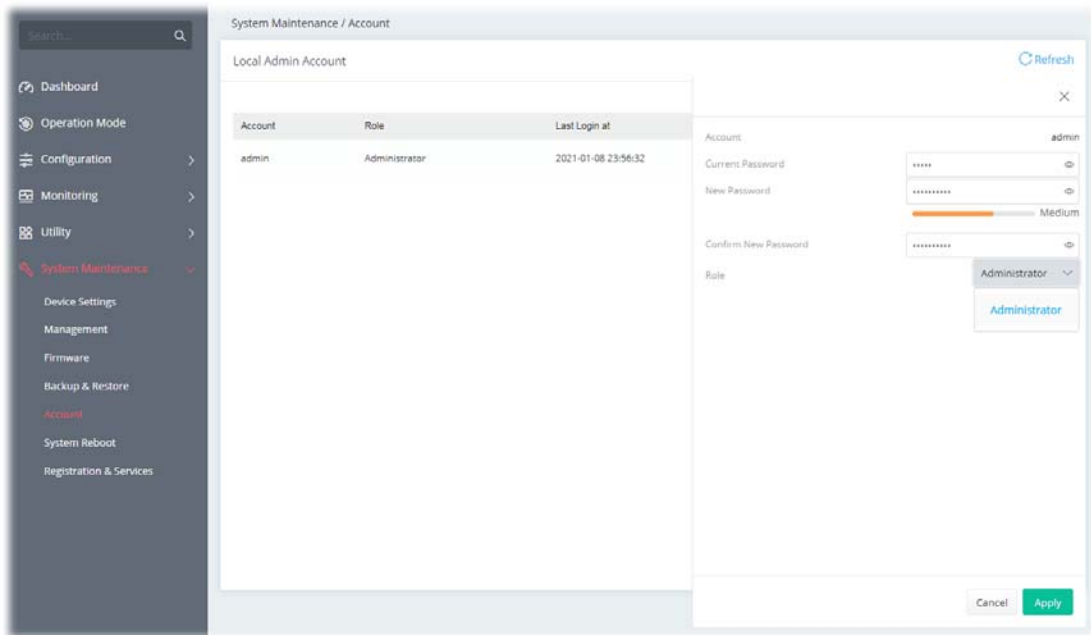 Search...
Dashboard
Operation Mode
Configuration
Monitoring
Utility
System Maintenance
Device Settings
Management
Firmware
Backup & Restore
Account
System Reboot
Registration & Services
System Maintenance / Account
Local Admin Account
Refresh
Account Role Last Login at
admin Administrator 2021-01-08 23:56:32
Account admin
Current Password •••••
New Password ••••••••••
Medium
Confirm New Password ••••••••••
Role Administrator
Administrator
Cancel Apply